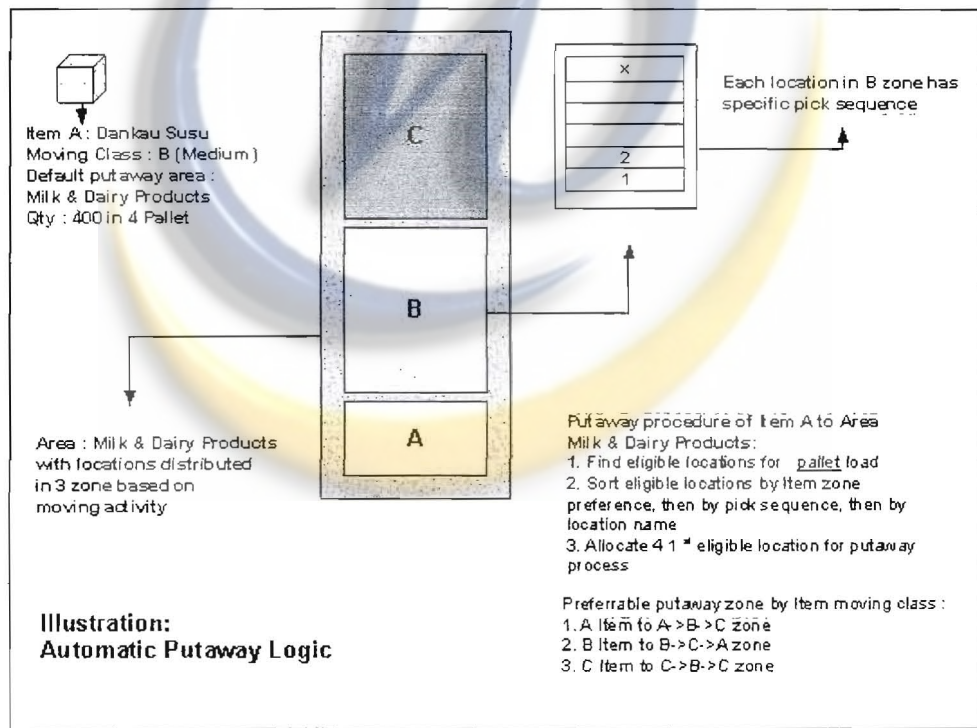 Item A : Dankau Susu
Moving Class : B (Medium)
Default putaway area :
Milk & Dairy Products
Qty : 400 in 4 Pallet
C
B
A
x
2
1
Each location in B zone has
specific pick sequence
Area : Milk & Dairy Products
with locations distributed
in 3 zone based on
moving activity
Putaway procedure of Item A to Area
Milk & Dairy Products:
1. Find eligible locations for pallet load
2. Sort eligible locations by Item zone
preference, then by pick sequence, then by
location name
3. Allocate 4 1st eligible location for putaway
process
Preferrable putaway zone by Item moving class :
1. A Item to A->B->C zone
2. B Item to B->C->A zone
3. C Item to C->B->C zone
Illustration:
Automatic Putaway Logic